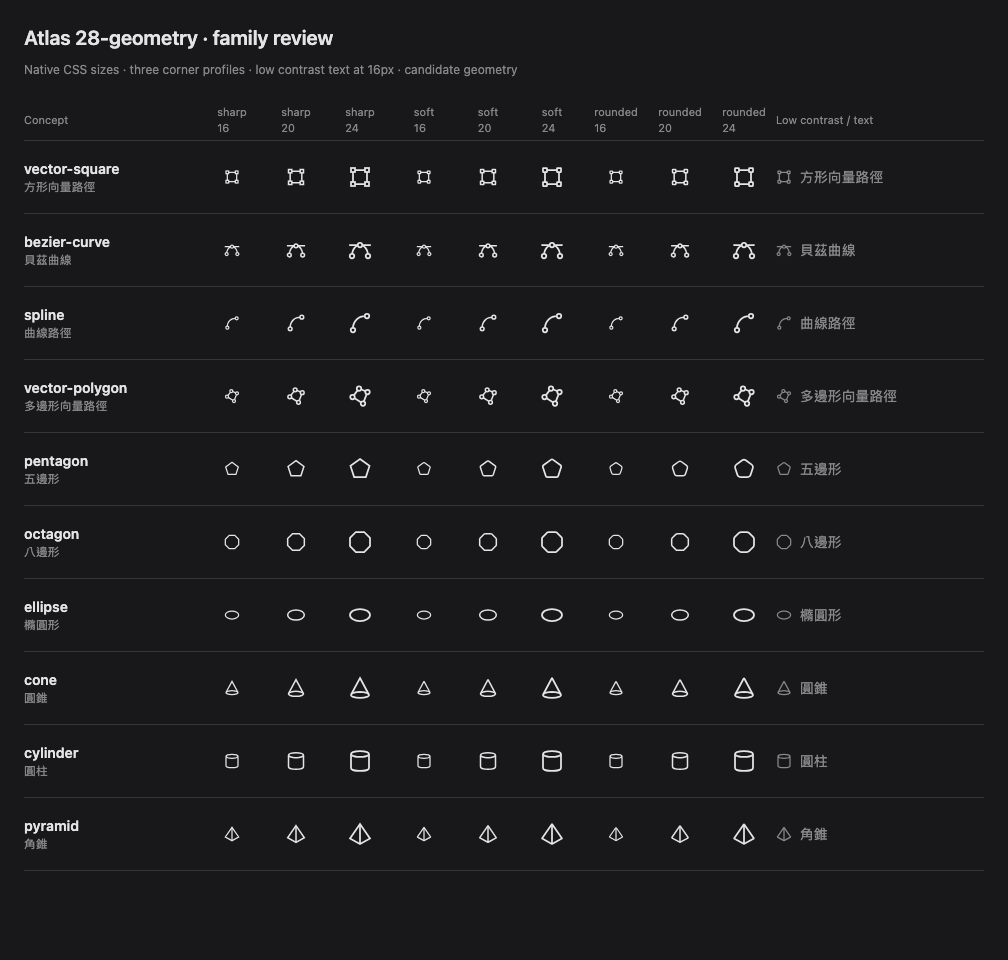 Atlas 28-geometry · family review
Native CSS sizes · three corner profiles · low contrast text at 16px · candidate geometry
Concept sharp 16 sharp 20 sharp 24 soft 16 soft 20 soft 24 rounded 16 rounded 20 rounded 24 Low contrast / text
vector-square
方形向量路徑 方形向量路徑
bezier-curve
貝茲曲線 貝茲曲線
spline
曲線路徑 曲線路徑
vector-polygon
多邊形向量路徑 多邊形向量路徑
pentagon
五邊形 五邊形
octagon
八邊形 八邊形
ellipse
橢圓形 橢圓形
cone
圓錐 圓錐
cylinder
圓柱 圓柱
pyramid
角錐 角錐